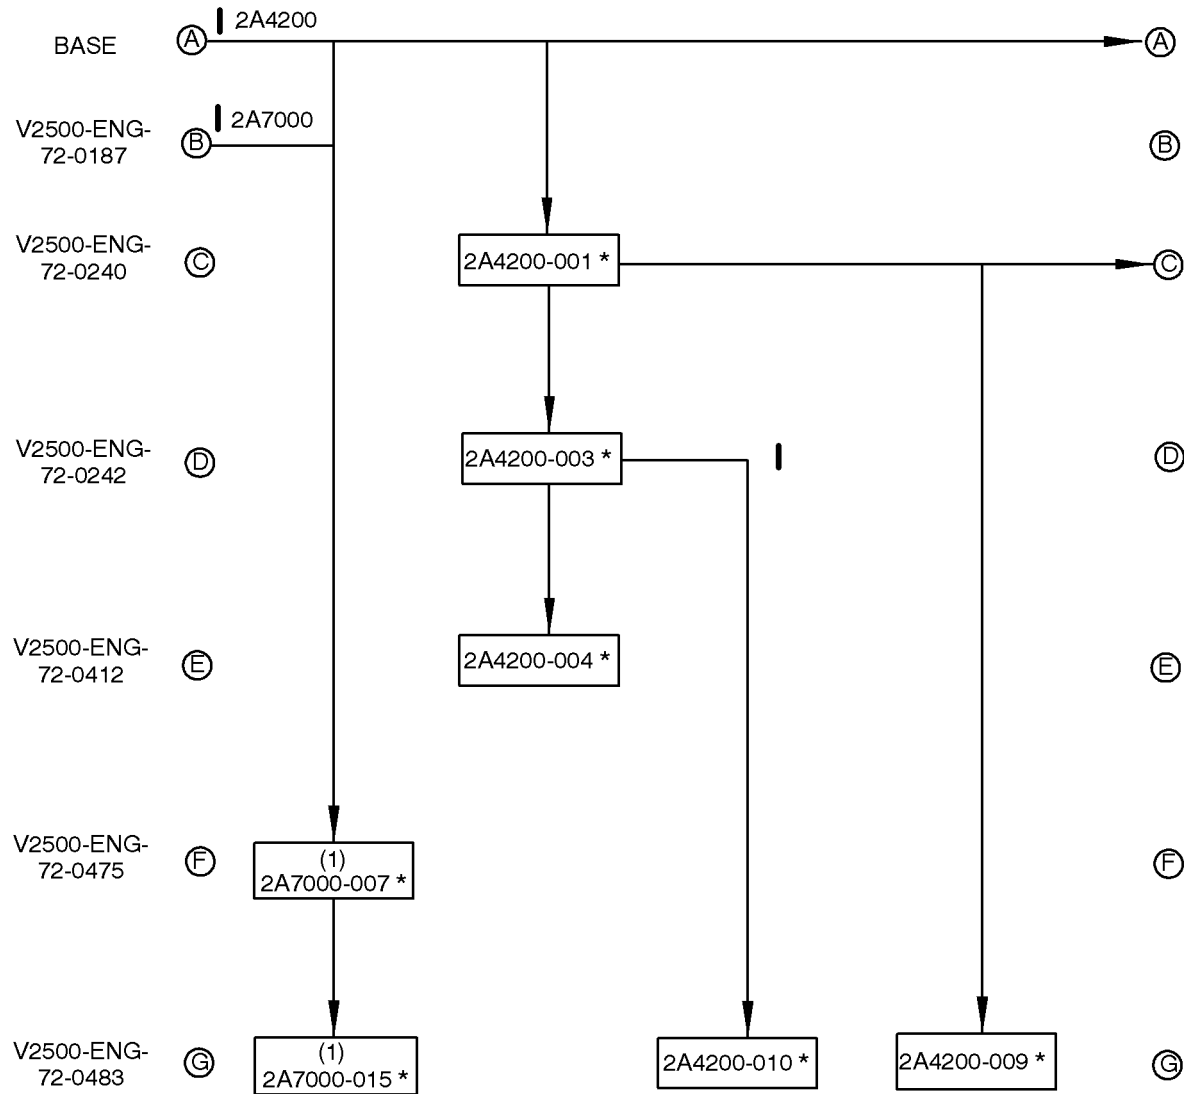 2A4200
BASE
A
A
2A7000
V2500-ENG-
72-0187
B
B
V2500-ENG-
72-0240
C
2A4200-001 *
C
V2500-ENG-
72-0242
D
2A4200-003 *
D
V2500-ENG-
72-0412
E
2A4200-004 *
E
V2500-ENG-
72-0475
F
(1)
2A7000-007 *
F
V2500-ENG-
72-0483
G
(1)
2A7000-015 *
2A4200-010 *
2A4200-009 *
G